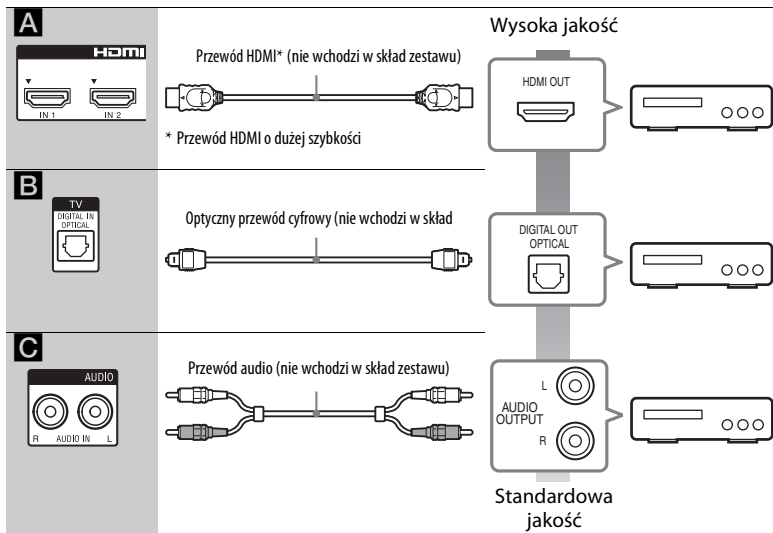 A
Wysoka jakość
HDMI
IN 1
IN 2
Przewód HDMI* (nie wchodzi w skład zestawu)
* Przewód HDMI o dużej szybkości
HDMI OUT
B
TV
DIGITAL IN
OPTICAL
Optyczny przewód cyfrowy (nie wchodzi w skład
DIGITAL OUT
OPTICAL
C
AUDIO
R AUDIO IN L
Przewód audio (nie wchodzi w skład zestawu)
L
AUDIO
OUTPUT
R
Standardowa
jakość